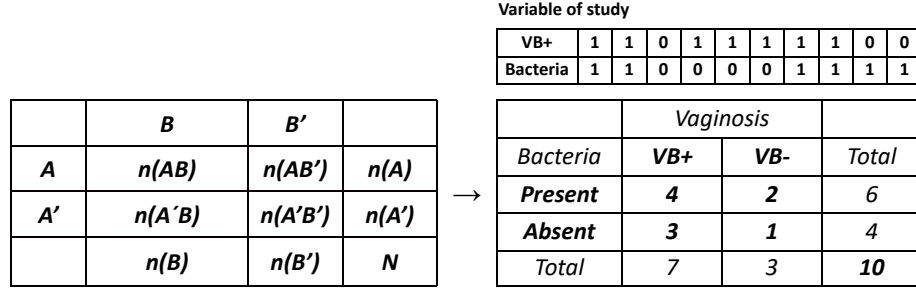 Variable of study
VB+ 1 1 0 1 1 1 1 1 0 0
Bacteria 1 1 0 0 0 0 1 1 1 1
B B’
A n(AB) n(AB’) n(A)
A’ n(A´B) n(A’B’) n(A’)
n(B) n(B’) N
→
Vaginosis
Bacteria VB+ VB- Total
Present 4 2 6
Absent 3 1 4
Total 7 3 10